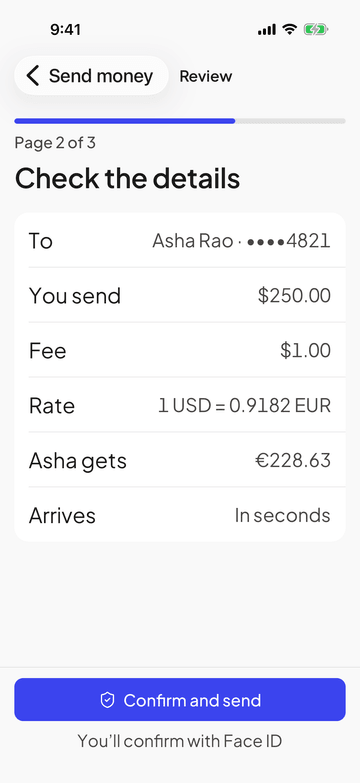 9:41
Send money Review
Page 2 of 3
Check the details
To Asha Rao · ••••4821
You send $250.00
Fee $1.00
Rate 1 USD = 0.9182 EUR
Asha gets €228.63
Arrives In seconds
Confirm and send
You’ll confirm with Face ID